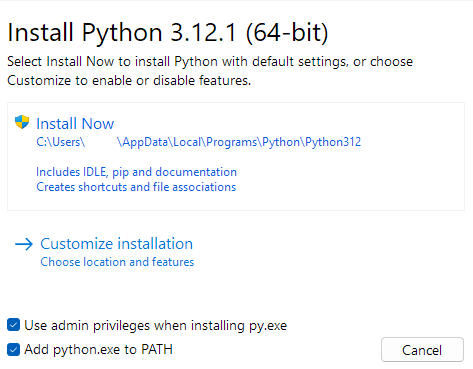 Install Python 3.12.1 (64-bit)
Select Install Now to install Python with default settings, or choose
Customize to enable or disable features.
Install Now
C:\Users\ \AppData\Local\Programs\Python\Python312
Includes IDLE, pip and documentation
Creates shortcuts and file associations
Customize installation
Choose location and features
Use admin privileges when installing py.exe
Add python.exe to PATH
Cancel